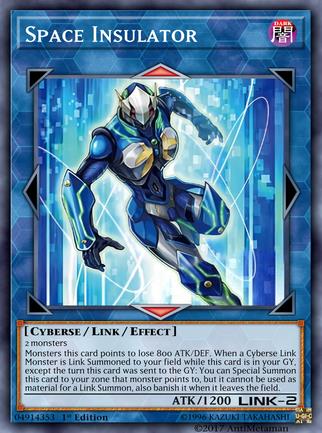 Space Insulator
DARK
闇
[Cyberse / Link / Effect]
2 monsters
Monsters this card points to lose 800 ATK/DEF. When a Cyberse Link
Monster is Link Summoned to your field while this card is in your GY,
except the turn this card was sent to the GY: You can Special Summon
this card to your zone that monster points to, but it cannot be used as
material for a Link Summon, also banish it when it leaves the field.
ATK/1200 LINK-2
04914353 1st Edition ©1996 KAZUKI TAKAHASHI
©2017 AntiMetaman